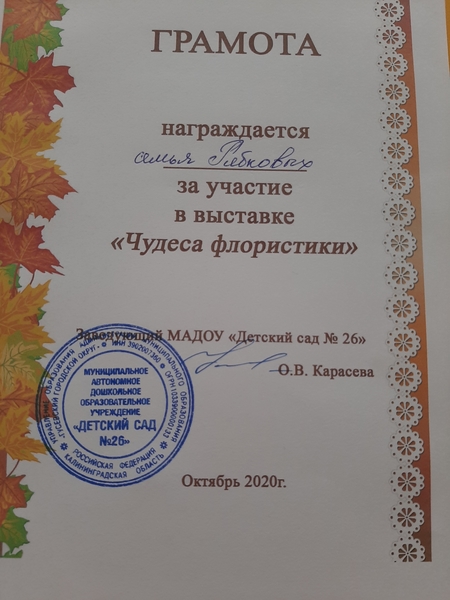 ГРАМОТА
награждается
семья Рябковых
за участие
в выставке
«Чудеса флористики»
Заведующий МАДОУ «Детский сад № 26»
О.В. Карасева
МУНИЦИПАЛЬНОЕ
АВТОНОМНОЕ
ДОШКОЛЬНОЕ
ОБРАЗОВАТЕЛЬНОЕ
УЧРЕЖДЕНИЕ
«ДЕТСКИЙ САД
№26»
РОССИЙСКАЯ ФЕДЕРАЦИЯ
КАЛИНИНГРАДСКАЯ ОБЛАСТЬ
Октябрь 2020г.